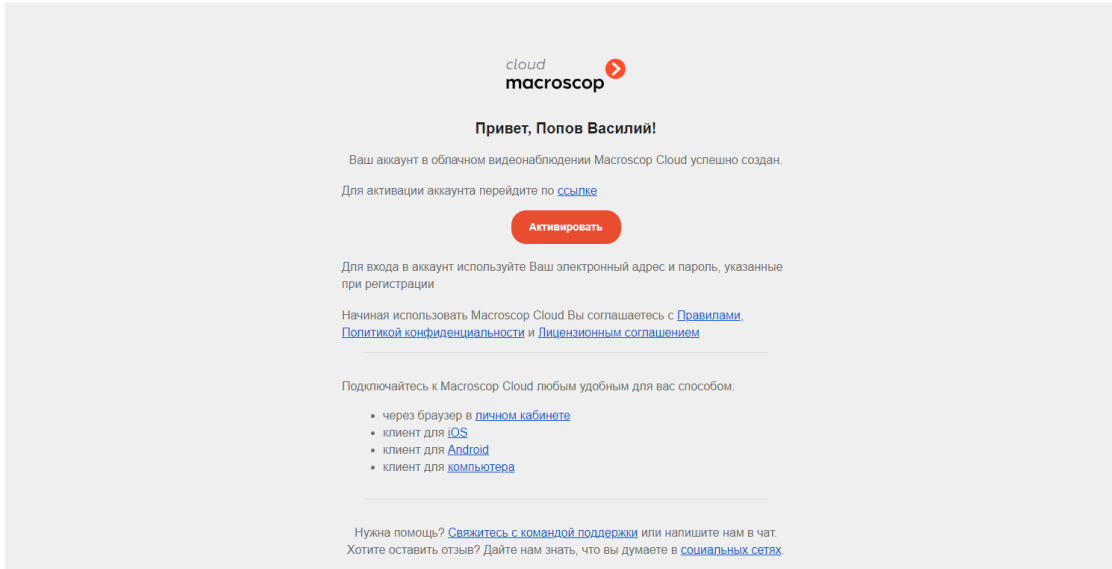 cloud
macroscop
Привет, Попов Василий!
Ваш аккаунт в облачном видеонаблюдении Macroscop Cloud успешно создан.
Для активации аккаунта перейдите по ссылке
Активировать
Для входа в аккаунт используйте Ваш электронный адрес и пароль, указанные
при регистрации
Начиная использовать Macroscop Cloud Вы соглашаетесь с Правилами,
Политикой конфиденциальности и Лицензионным соглашением
Подключайтесь к Macroscop Cloud любым удобным для вас способом:
• через браузер в личном кабинете
• клиент для iOS
• клиент для Android
• клиент для компьютера
Нужна помощь? Свяжитесь с командой поддержки или напишите нам в чат.
Хотите оставить отзыв? Дайте нам знать, что вы думаете в социальных сетях.